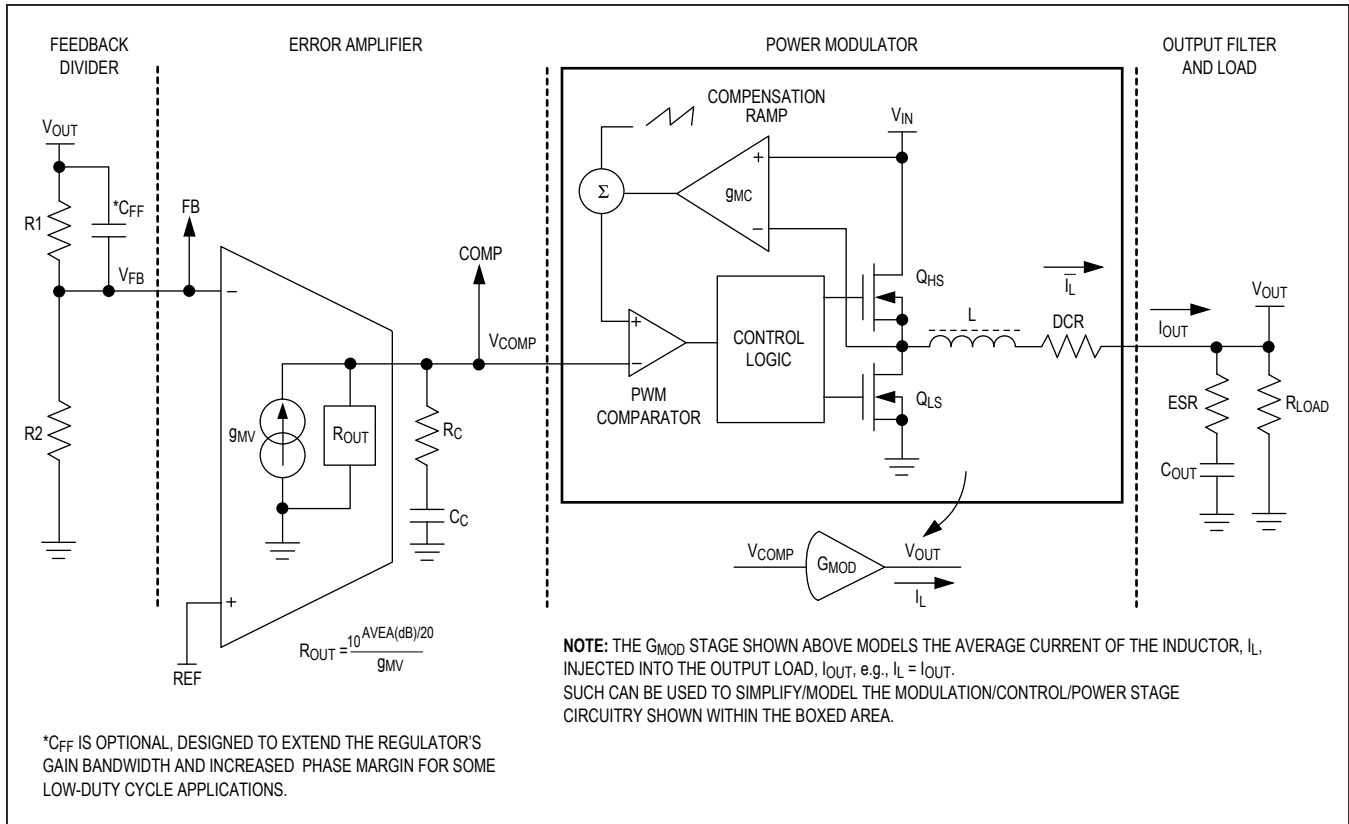 FEEDBACK
DIVIDER
ERROR AMPLIFIER
POWER MODULATOR
OUTPUT FILTER
AND LOAD
COMPENSATION
RAMP
VOUT
VIN
Σ
gMC
+
−
R1
*CFF
FB
VFB
−
COMP
VCOMP
QHS
IL
VOUT
L
DCR
IOUT
+
−
CONTROL
LOGIC
PWM
COMPARATOR
QLS
ESR
RLOAD
COUT
R2
gMV
ROUT
RC
CC
VCOMP
GMOD
VOUT
IL
+
REF
ROUT = 10^AVEA(dB)/20
gMV
NOTE: THE GMOD STAGE SHOWN ABOVE MODELS THE AVERAGE CURRENT OF THE INDUCTOR, IL,
INJECTED INTO THE OUTPUT LOAD, IOUT, e.g., IL = IOUT.
SUCH CAN BE USED TO SIMPLIFY/MODEL THE MODULATION/CONTROL/POWER STAGE
CIRCUITRY SHOWN WITHIN THE BOXED AREA.
*CFF IS OPTIONAL, DESIGNED TO EXTEND THE REGULATOR'S
GAIN BANDWIDTH AND INCREASED PHASE MARGIN FOR SOME
LOW-DUTY CYCLE APPLICATIONS.